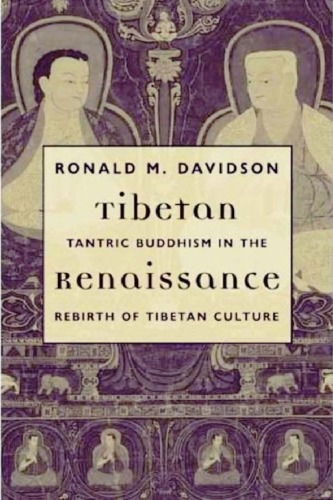 RONALD M. DAVIDSON
Tibetan
TANTRIC BUDDHISM IN THE
Renaissance
REBIRTH OF TIBETAN CULTURE